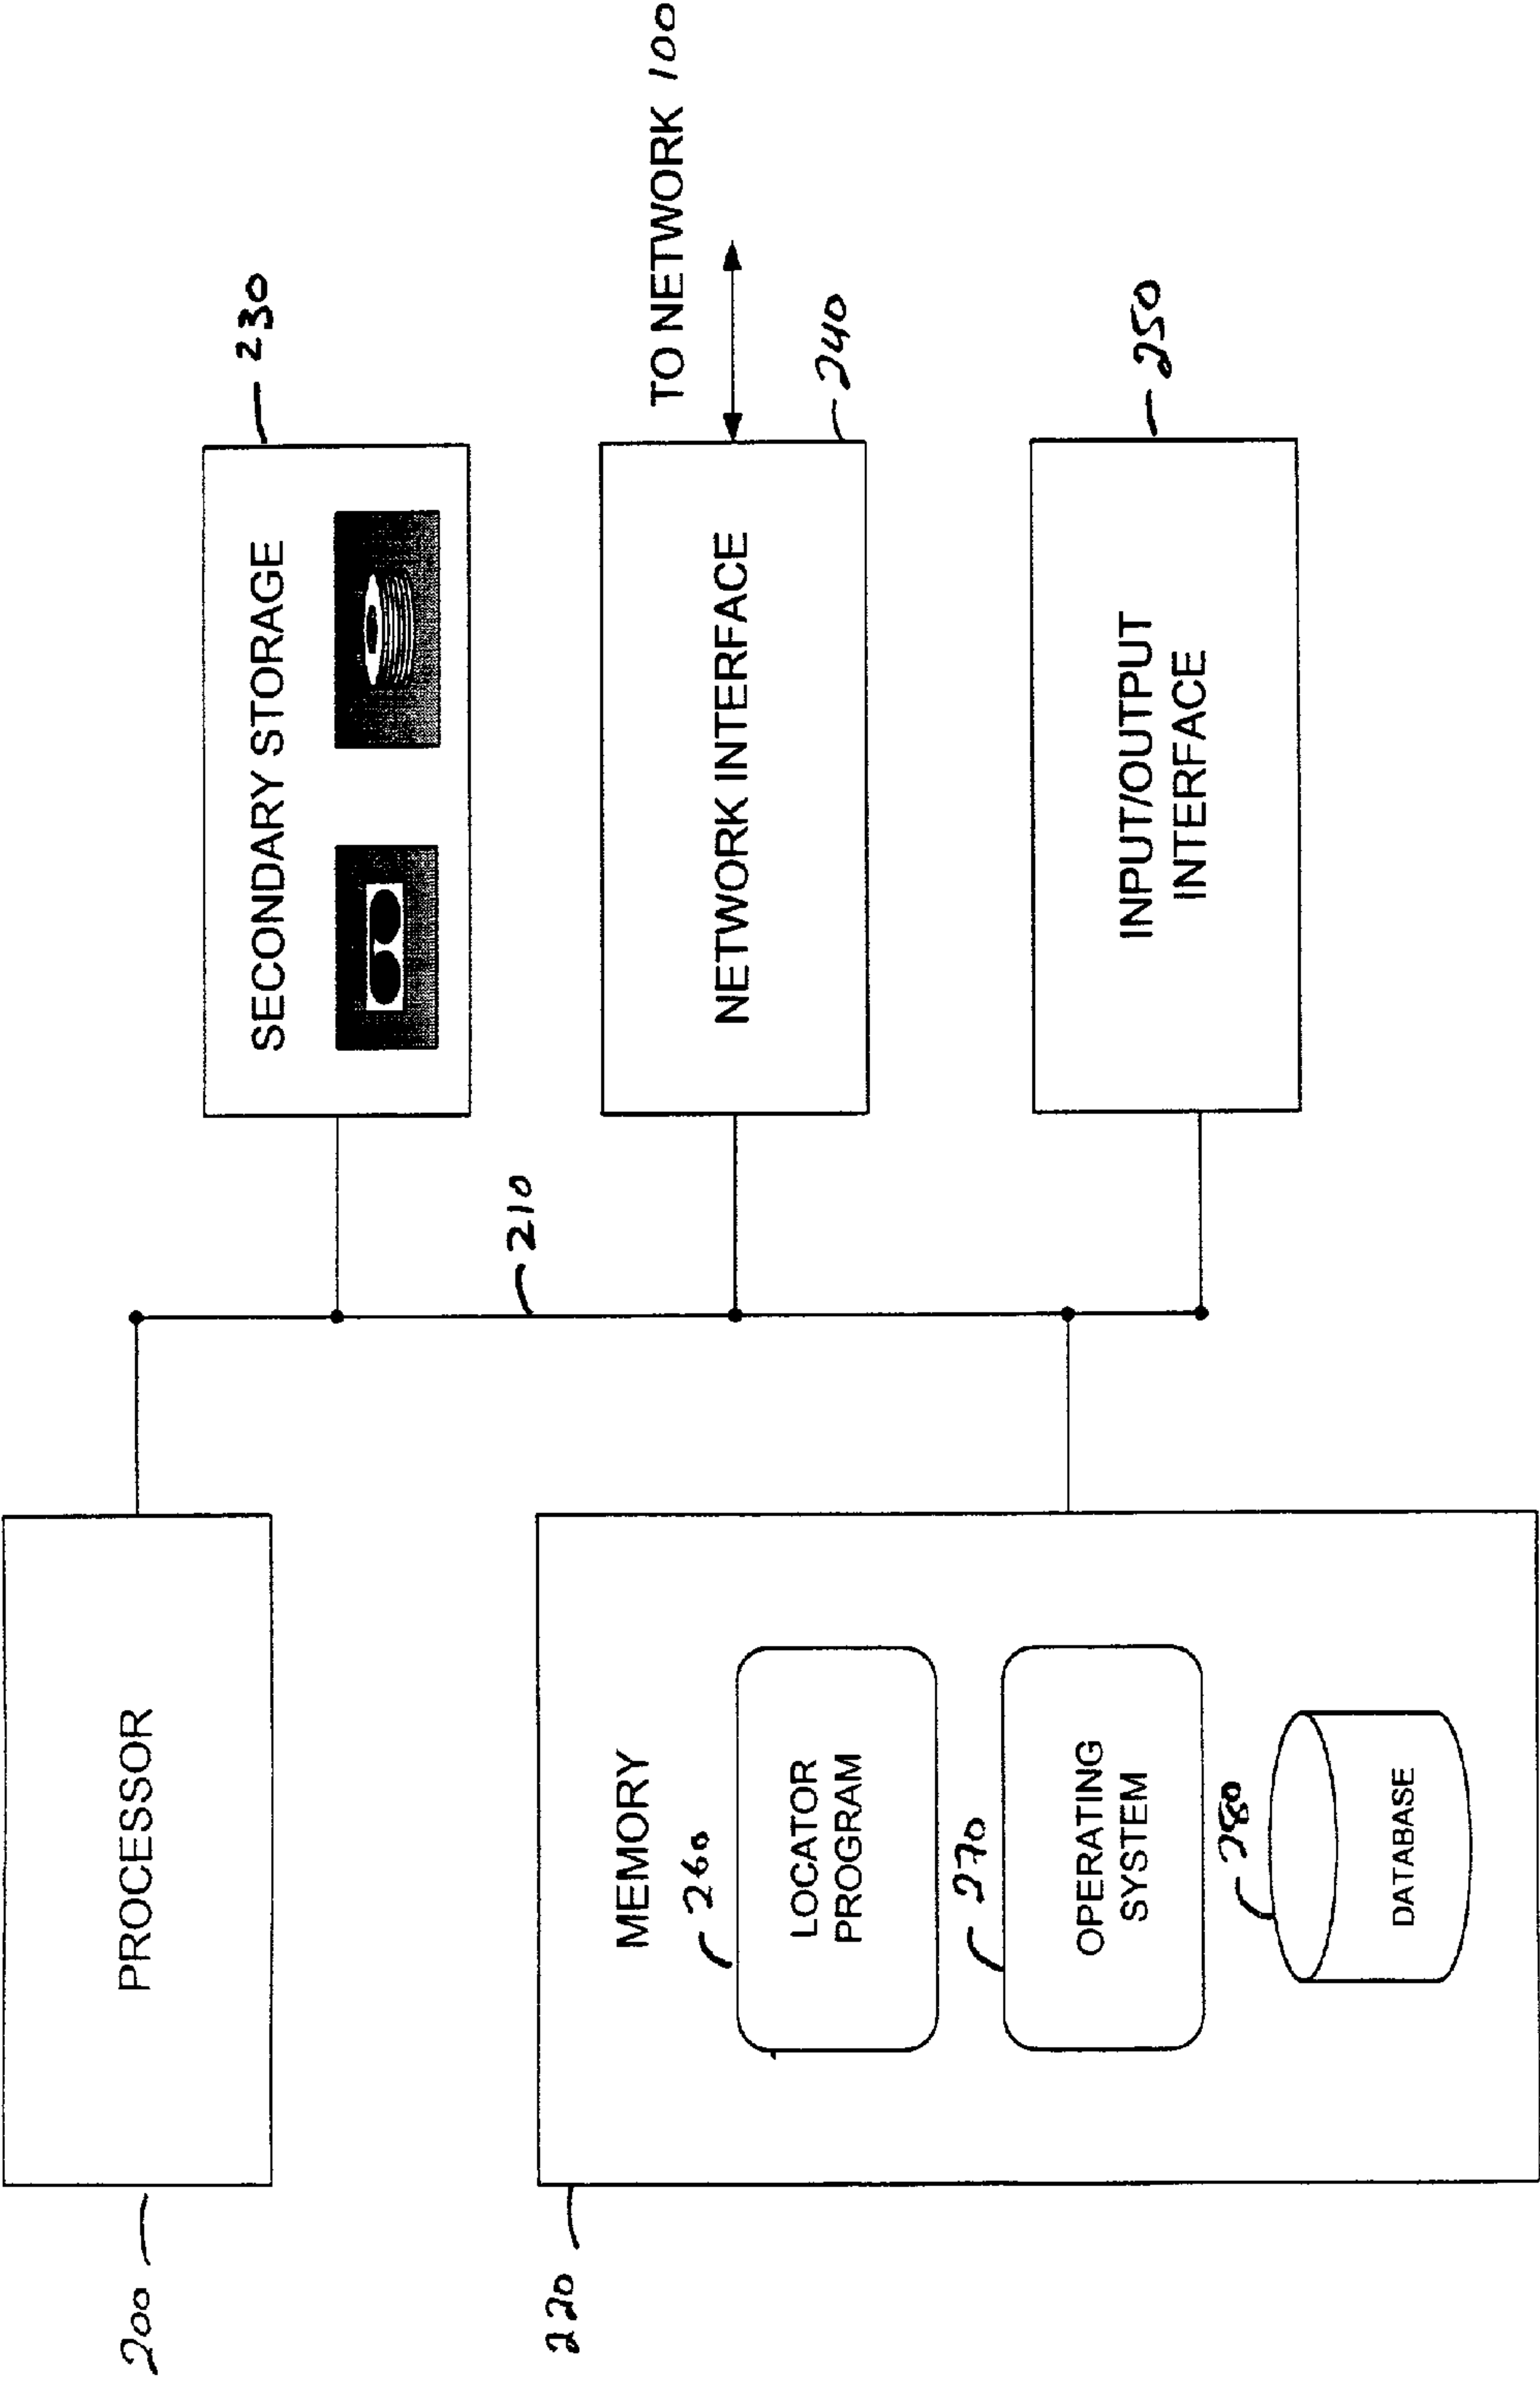 200
PROCESSOR
220
MEMORY
260
LOCATOR
PROGRAM
270
OPERATING
SYSTEM
280
DATABASE
210
230
SECONDARY STORAGE
TO NETWORK 100
240
NETWORK INTERFACE
250
INPUT/OUTPUT
INTERFACE